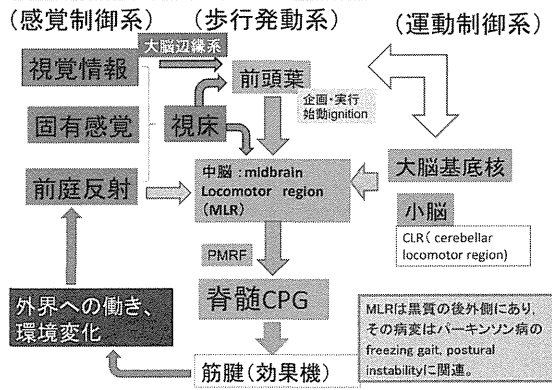 (感覚制御系) (歩行発動系) (運動制御系)
大脳辺縁系
視覚情報
前頭葉
企画・実行
始動ignition
固有感覚
視床
大脳基底核
中脳:midbrain
Locomotor region
(MLR)
前庭反射
小脳
CLR( cerebellar
locomotor region)
PMRF
脊髄CPG
外界への働き、
環境変化
MLRは黒質の後外側にあり、
その病変はパーキンソン病の
freezing gait, postural
instabilityに関連。
筋腱(効果機)